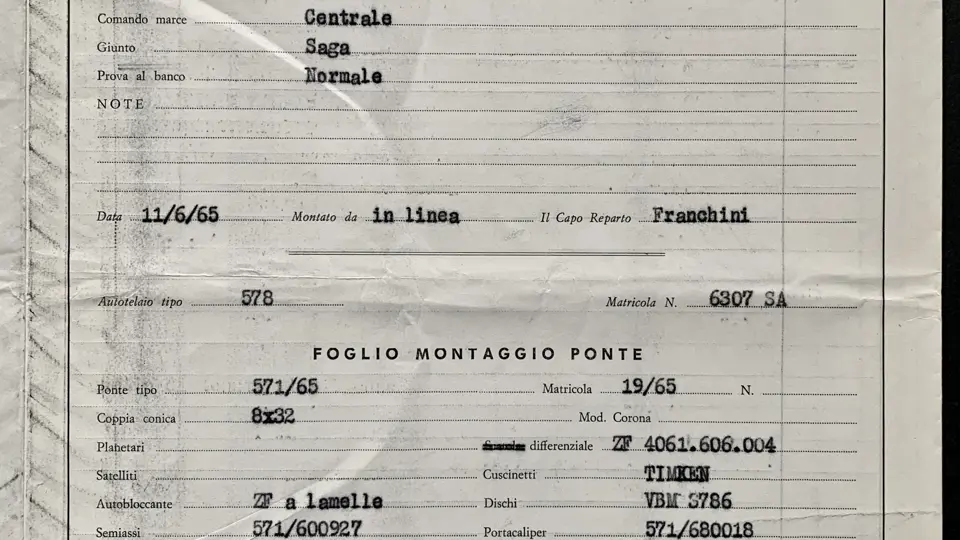 Comando marce Centrale
Giunto Saga
Prova al banco Normale
NOTE
Data 11/6/65 Montato da in linea Il Capo Reparto Franchini
Autotelaio tipo 578 Matricola N. 6307 SA
FOGLIO MONTAGGIO PONTE
Ponte tipo 571/65 Matricola 19/65 N.
Coppia conica 8x32 Mod. Corona
Planetari differenziale ZF 4061.606.004
Satelliti Cuscinetti TIMKEN
Autobloccante ZF a lamelle Dischi VBM 3786
Semiassi 571/600927 Portacaliper 571/680018